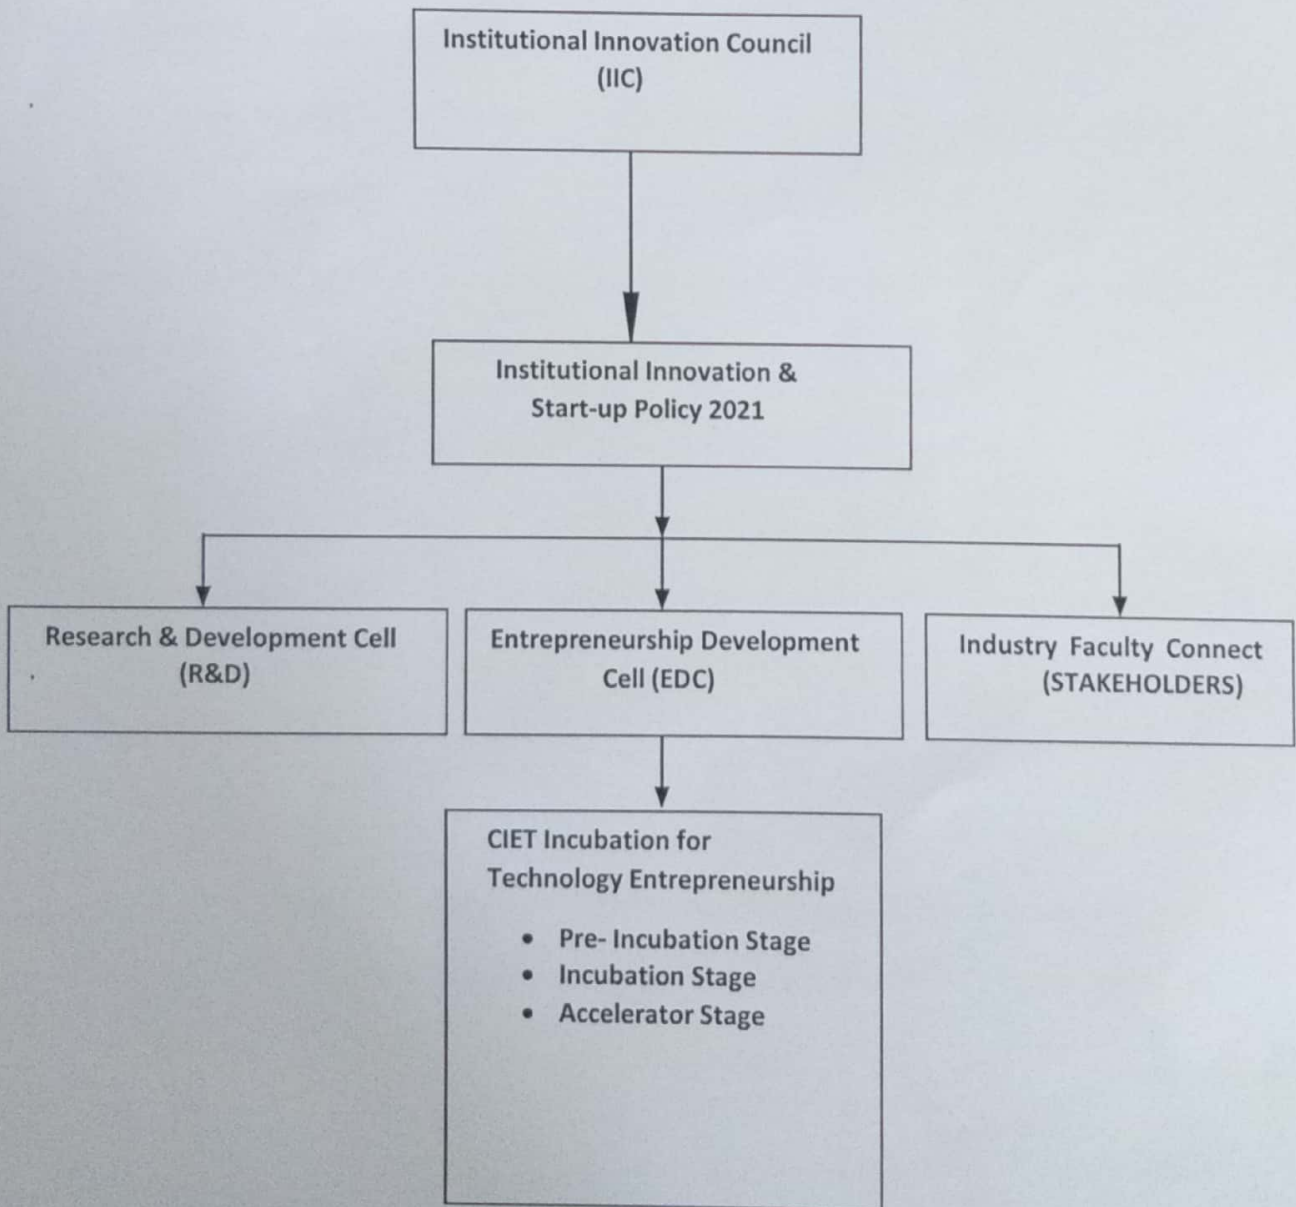 Institutional Innovation Council
(IIC)
Institutional Innovation &
Start-up Policy 2021
Research & Development Cell
(R&D)
Entrepreneurship Development
Cell (EDC)
Industry Faculty Connect
(STAKEHOLDERS)
CIET Incubation for
Technology Entrepreneurship
• Pre- Incubation Stage
• Incubation Stage
• Accelerator Stage